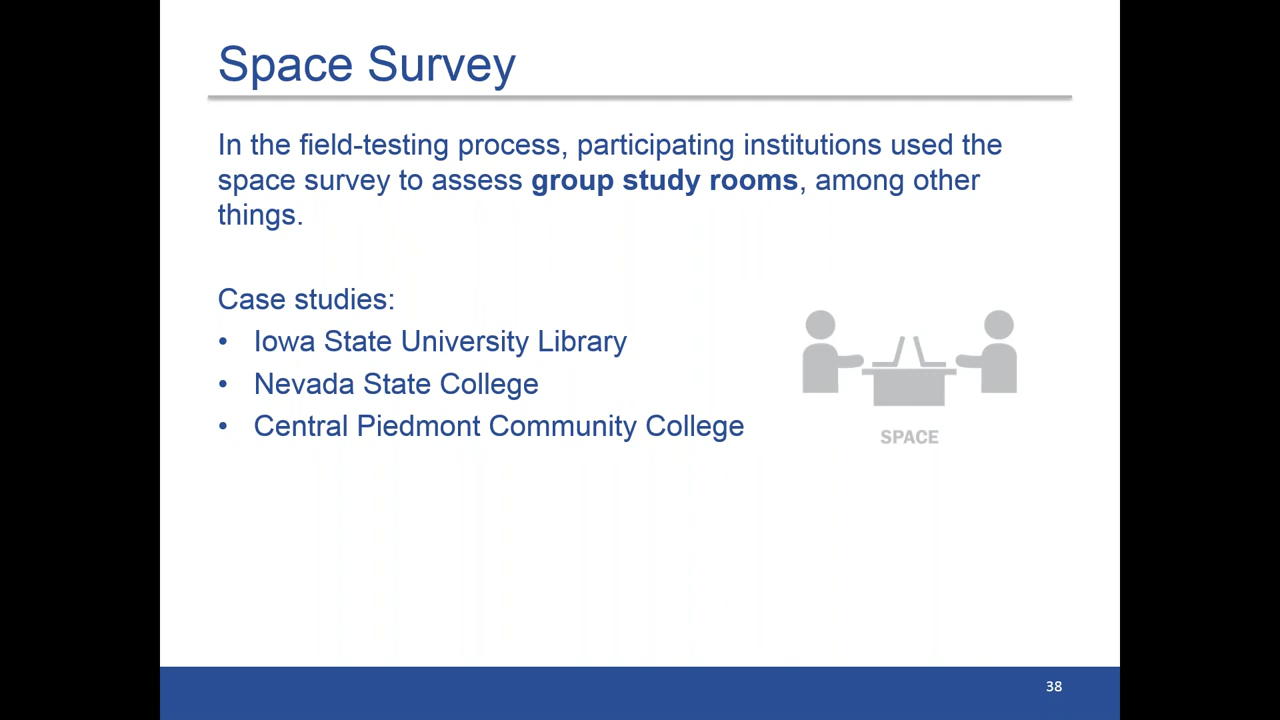 Space Survey
In the field-testing process, participating institutions used the
space survey to assess group study rooms, among other
things.
Case studies:
• Iowa State University Library
• Nevada State College
• Central Piedmont Community College
SPACE
38